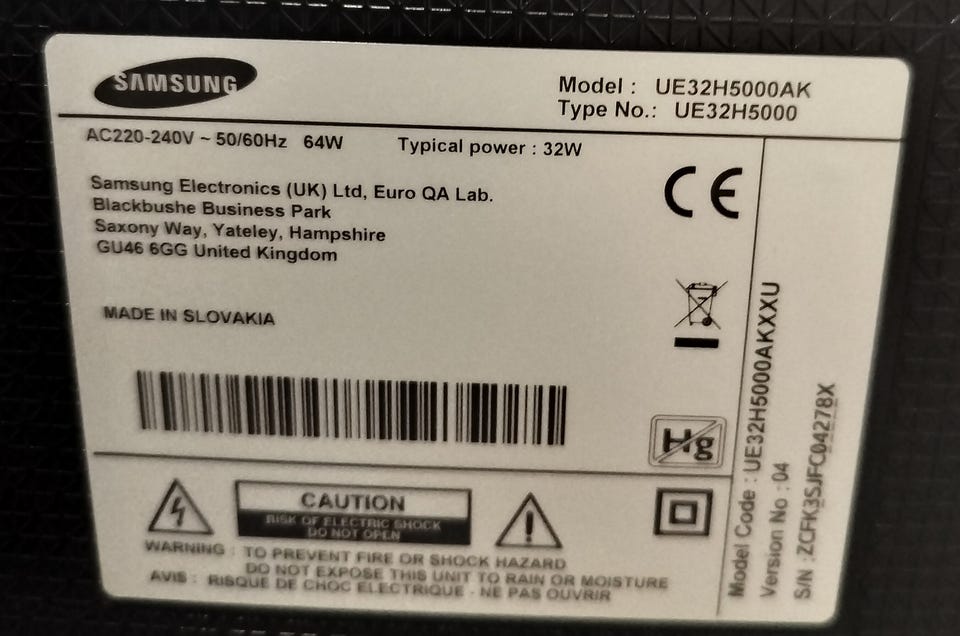 SAMSUNG
Model : UE32H5000AK
Type No.: UE32H5000
AC220-240V ~ 50/60Hz 64W Typical power : 32W
Samsung Electronics (UK) Ltd, Euro QA Lab.
Blackbushe Business Park
Saxony Way, Yateley, Hampshire
GU46 6GG United Kingdom
MADE IN SLOVAKIA
CE
Hg
CAUTION
RISK OF ELECTRIC SHOCK
DO NOT OPEN
WARNING : TO PREVENT FIRE OR SHOCK HAZARD
DO NOT EXPOSE THIS UNIT TO RAIN OR MOISTURE
AVIS : RISQUE DE CHOC ELECTRIQUE - NE PAS OUVRIR
Model Code : UE32H5000AKXXU
Version No : 04
S/N : ZCFK3SJFC04278X